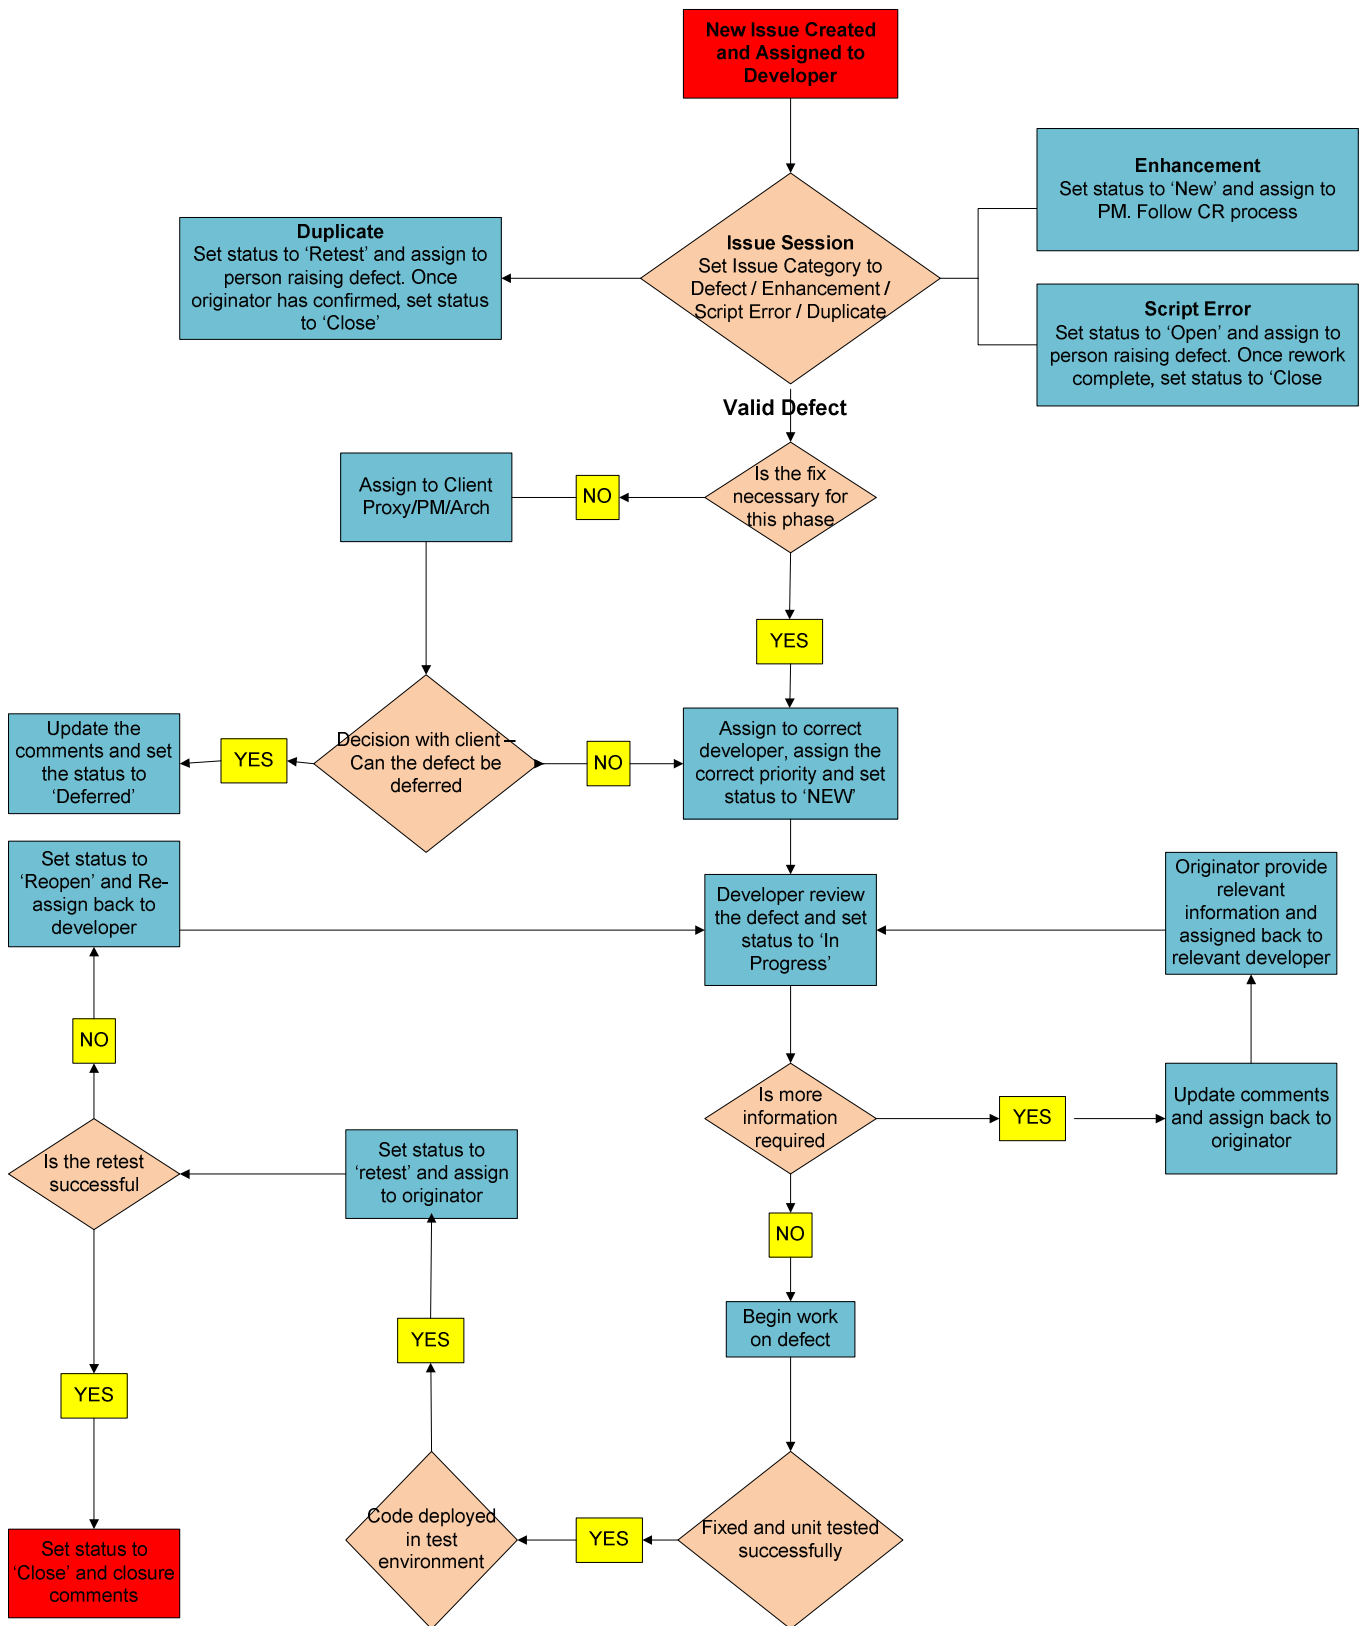 New Issue Created
and Assigned to
Developer
Enhancement
Set status to ‘New’ and assign to
PM. Follow CR process
Duplicate
Set status to ‘Retest’ and assign to
person raising defect. Once
originator has confirmed, set status
to ‘Close’
Issue Session
Set Issue Category to
Defect / Enhancement /
Script Error / Duplicate
Script Error
Set status to ‘Open’ and assign to
person raising defect. Once rework
complete, set status to ‘Close
Valid Defect
Assign to Client
Proxy/PM/Arch
NO
Is the fix
necessary for
this phase
YES
Update the
comments and set
the status to
‘Deferred’
YES
Decision with client –
Can the defect be
deferred
NO
Assign to correct
developer, assign the
correct priority and set
status to ‘NEW’
Set status to
‘Reopen’ and Re-
assign back to
developer
Developer review
the defect and set
status to ‘In
Progress’
Originator provide
relevant
information and
assigned back to
relevant developer
NO
Is more
information
required
YES
Update comments
and assign back to
originator
Is the retest
successful
Set status to
‘retest’ and assign
to originator
NO
Begin work
on defect
YES
YES
Code deployed
in test
environment
YES
Fixed and unit tested
successfully
Set status to
‘Close’ and closure
comments